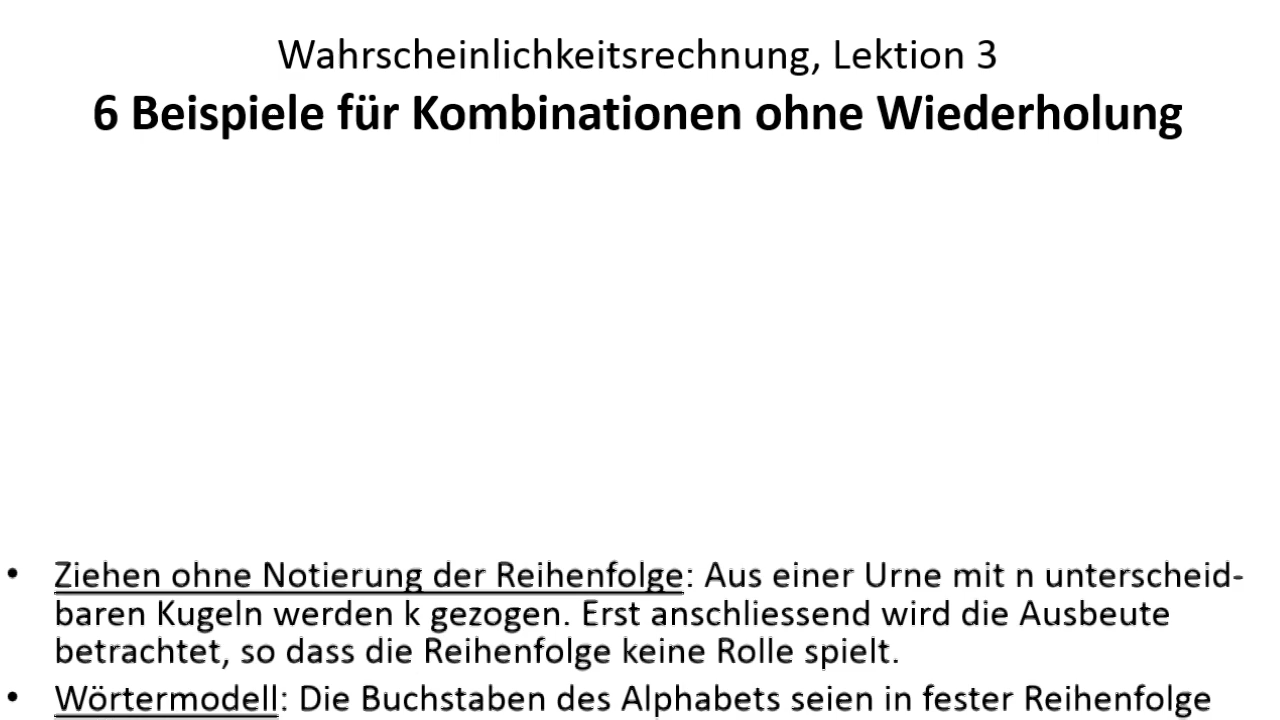 Wahrscheinlichkeitsrechnung, Lektion 3
6 Beispiele für Kombinationen ohne Wiederholung
• Ziehen ohne Notierung der Reihenfolge: Aus einer Urne mit n unterscheid-
baren Kugeln werden k gezogen. Erst anschliessend wird die Ausbeute
betrachtet, so dass die Reihenfolge keine Rolle spielt.
• Wörtermodell: Die Buchstaben des Alphabets seien in fester Reihenfolge